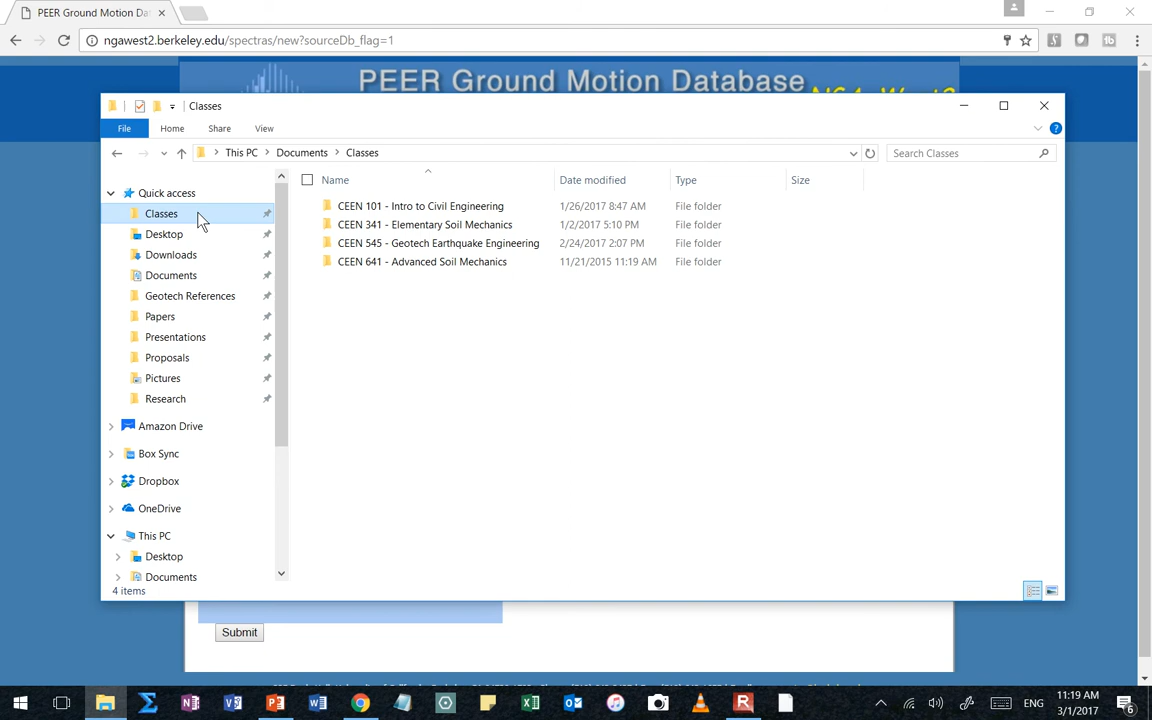 PEER Ground Motion Da
ngawest2.berkeley.edu/spectras/new?sourceDb_flag=1
PEER Ground Motion Database
Classes
File Home Share View
This PC > Documents > Classes
Search Classes
Name Date modified Type Size
Quick access
Classes
Desktop
Downloads
Documents
Geotech References
Papers
Presentations
Proposals
Pictures
Research
Amazon Drive
Box Sync
Dropbox
OneDrive
This PC
Desktop
Documents
CEEN 101 - Intro to Civil Engineering 1/26/2017 8:47 AM File folder
CEEN 341 - Elementary Soil Mechanics 1/2/2017 5:10 PM File folder
CEEN 545 - Geotech Earthquake Engineering 2/24/2017 2:07 PM File folder
CEEN 641 - Advanced Soil Mechanics 11/21/2015 11:19 AM File folder
4 items
Submit
ENG
11:19 AM
3/1/2017
6